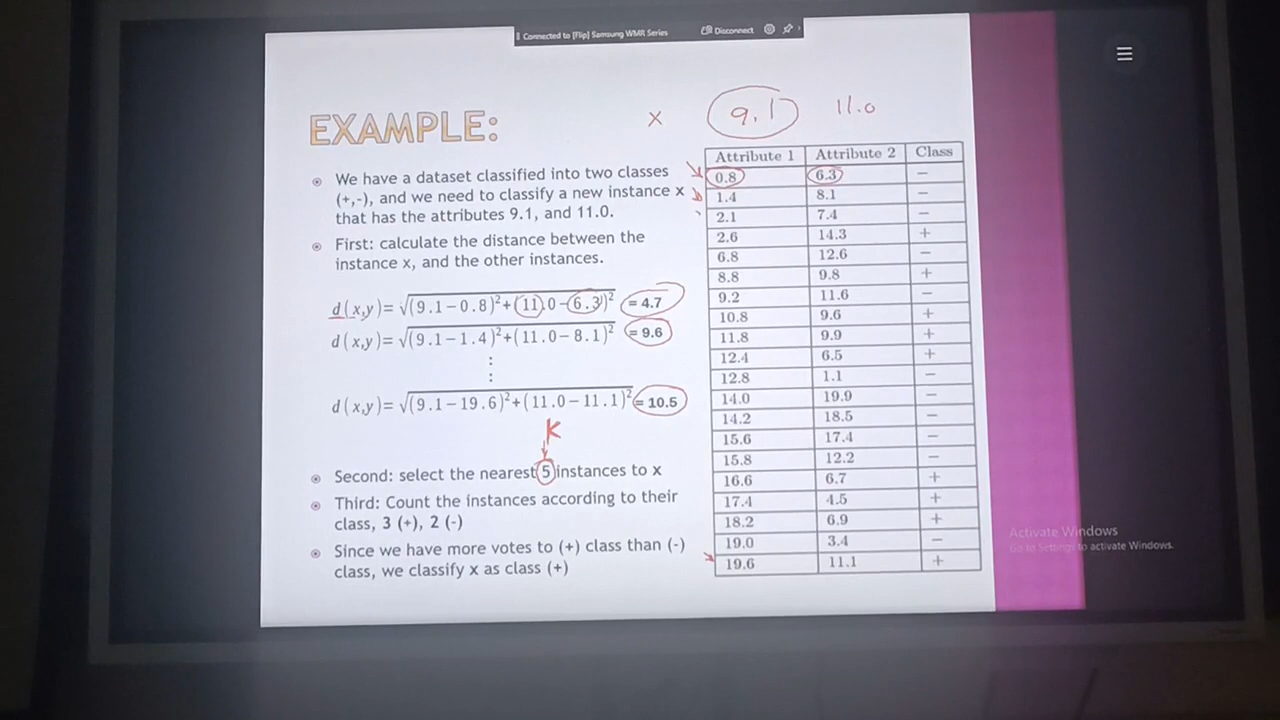 Connected to [Flip] Samsung WMR Series
Disconnect
EXAMPLE:
x 9.1 11.0
We have a dataset classified into two classes
(+,-), and we need to classify a new instance x
that has the attributes 9.1, and 11.0.
First: calculate the distance between the
instance x, and the other instances.
d(x,y)=√(9.1−0.8)²+(11.0−6.3)² = 4.7
d(x,y)=√(9.1−1.4)²+(11.0−8.1)² = 9.6
⋮
d(x,y)=√(9.1−19.6)²+(11.0−11.1)² = 10.5
K
Second: select the nearest 5 instances to x
Third: Count the instances according to their
class, 3 (+), 2 (-)
Since we have more votes to (+) class than (-)
class, we classify x as class (+)
Attribute 1 Attribute 2 Class
0.8 6.3 −
1.4 8.1 −
2.1 7.4 −
2.6 14.3 +
6.8 12.6 −
8.8 9.8 +
9.2 11.6 −
10.8 9.6 +
11.8 9.9 +
12.4 6.5 +
12.8 1.1 −
14.0 19.9 −
14.2 18.5 −
15.6 17.4 −
15.8 12.2 −
16.6 6.7 +
17.4 4.5 +
18.2 6.9 +
19.0 3.4 −
19.6 11.1 +
Activate Windows
Go to Settings to activate Windows.